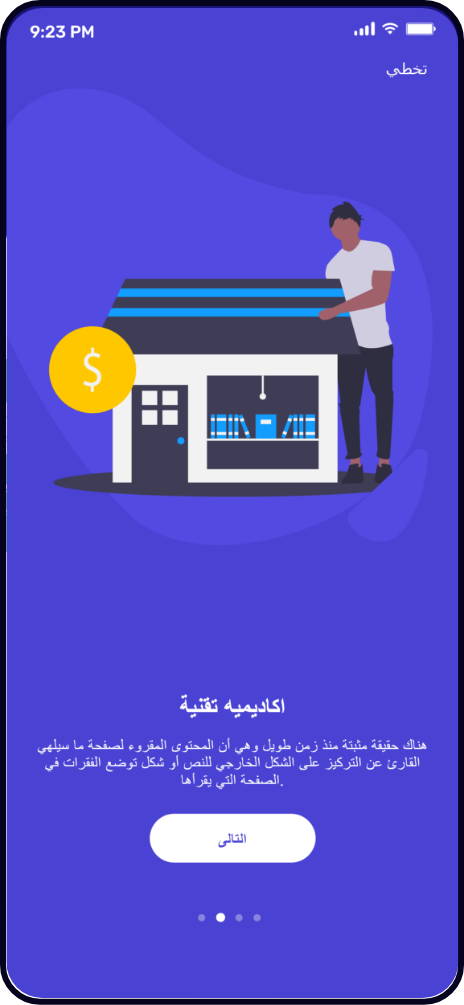 9:23 PM
تخطي
$
اكاديميه تقنية
هناك حقيقة مثبتة منذ زمن طويل وهي أن المحتوى المقروء لصفحة ما سيلهي
القارئ عن التركيز على الشكل الخارجي للنص أو شكل توضع الفقرات في
الصفحة التي يقرأها.
التالى